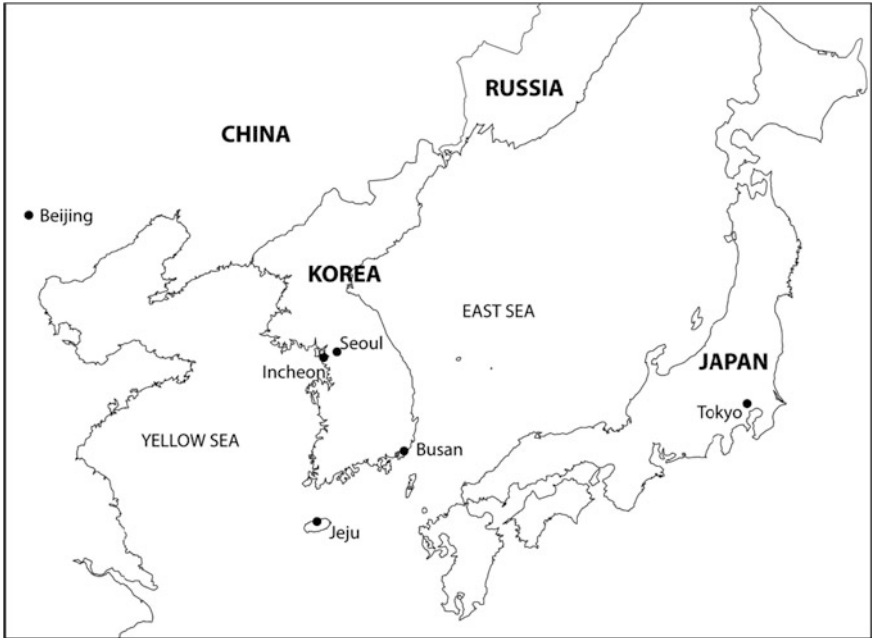 RUSSIA
CHINA
Beijing
KOREA
EAST SEA
Seoul
JAPAN
Incheon
Tokyo
YELLOW SEA
Busan
Jeju